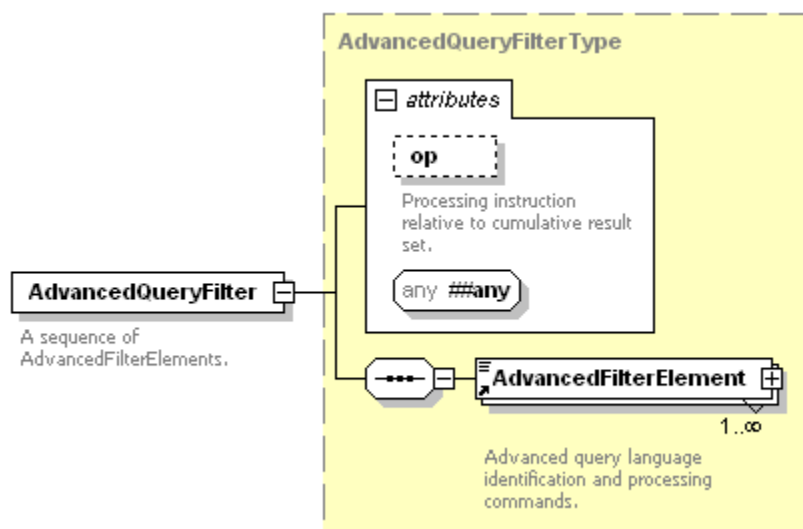 AdvancedQueryFilterType
attributes
op
Processing instruction
relative to cumulative result
set.
any ##any
AdvancedQueryFilter
A sequence of
AdvancedFilterElements.
AdvancedFilterElement
1..∞
Advanced query language
identification and processing
commands.